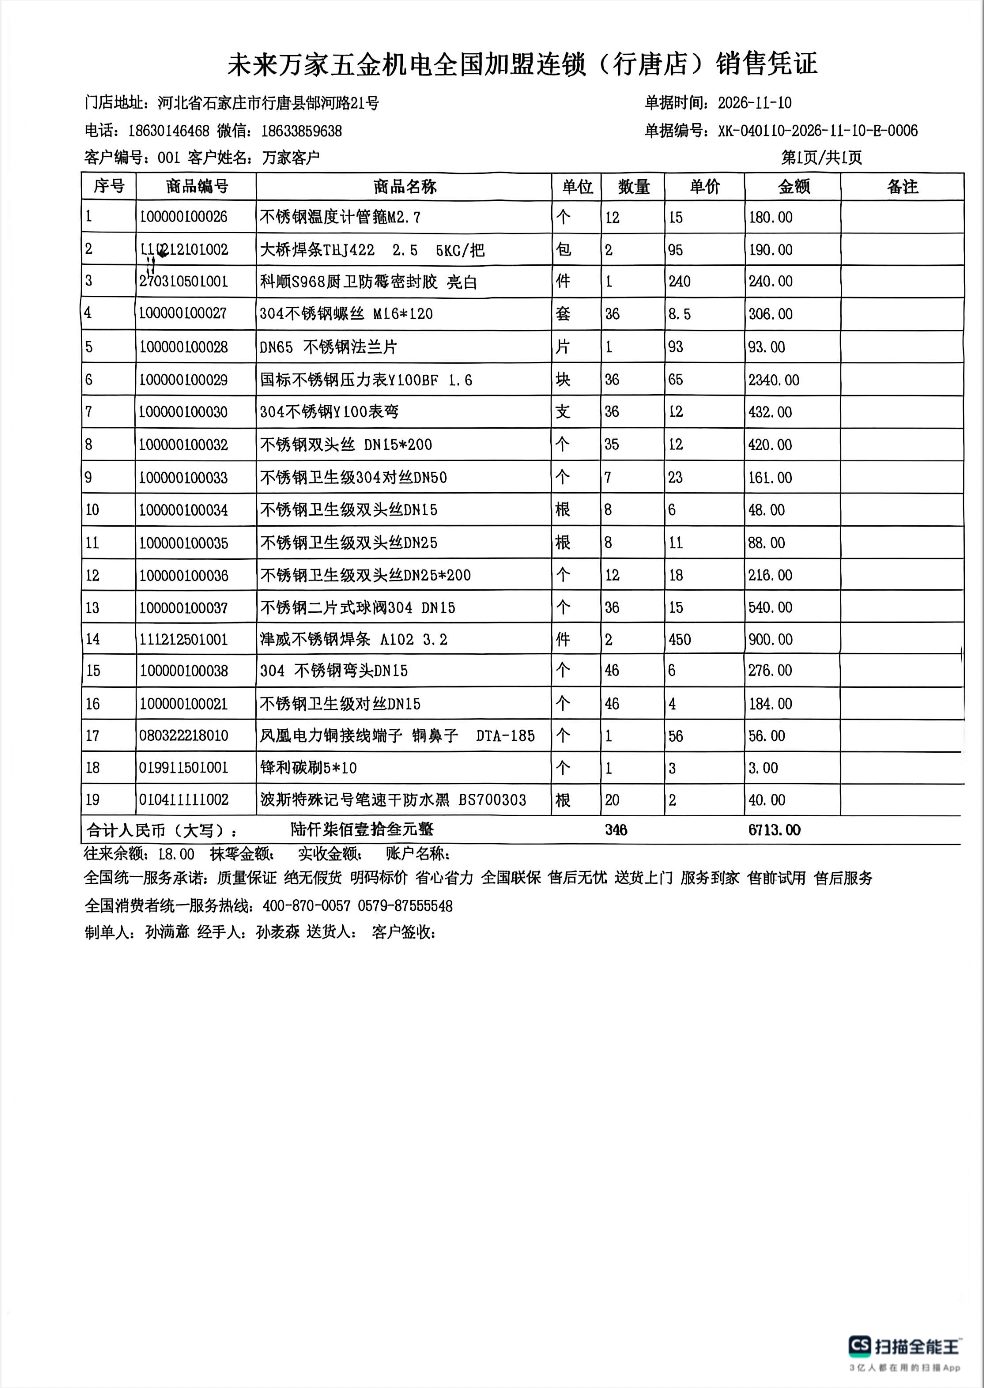 未来万家五金机电全国加盟连锁（行唐店）销售凭证
门店地址：河北省石家庄市行唐县郜河路21号 单据时间：2026-11-10
电话：18630146468 微信：18633859638 单据编号：XK-040110-2026-11-10-E-0006
客户编号：001 客户姓名：万家客户 第1页/共1页
序号 商品编号 商品名称 单位 数量 单价 金额 备注
1 100000100026 不锈钢温度计管箍M2.7 个 12 15 180.00
2 110212101002 大桥焊条THJ422 2.5 5KG/把 包 2 95 190.00
3 270310501001 科顺S968厨卫防霉密封胶 亮白 件 1 240 240.00
4 100000100027 304不锈钢螺丝 M16*120 套 36 8.5 306.00
5 100000100028 DN65 不锈钢法兰片 片 1 93 93.00
6 100000100029 国标不锈钢压力表Y100BF 1.6 块 36 65 2340.00
7 100000100030 304不锈钢Y100表弯 支 36 12 432.00
8 100000100032 不锈钢双头丝 DN15*200 个 35 12 420.00
9 100000100033 不锈钢卫生级304对丝DN50 个 7 23 161.00
10 100000100034 不锈钢卫生级双头丝DN15 根 8 6 48.00
11 100000100035 不锈钢卫生级双头丝DN25 根 8 11 88.00
12 100000100036 不锈钢卫生级双头丝DN25*200 个 12 18 216.00
13 100000100037 不锈钢二片式球阀304 DN15 个 36 15 540.00
14 111212501001 津威不锈钢焊条 A102 3.2 件 2 450 900.00
15 100000100038 304 不锈钢弯头DN15 个 46 6 276.00
16 100000100021 不锈钢卫生级对丝DN15 个 46 4 184.00
17 080322218010 风凰电力铜接线端子 铜鼻子 DTA-185 个 1 56 56.00
18 019911501001 锋利碳刷5*10 个 1 3 3.00
19 010411111002 波斯特殊记号笔速干防水黑 BS700303 根 20 2 40.00
合计人民币（大写）： 陆仟柒佰壹拾叁元整 346 6713.00
往来余额：18.00 抹零金额： 实收金额： 账户名称：
全国统一服务承诺：质量保证 绝无假货 明码标价 省心省力 全国联保 售后无忧 送货上门 服务到家 售前试用 售后服务
全国消费者统一服务热线：400-870-0057 0579-87555548
制单人：孙满意 经手人：孙麦森 送货人： 客户签收：
CS 扫描全能王
3亿人都在用的扫描App